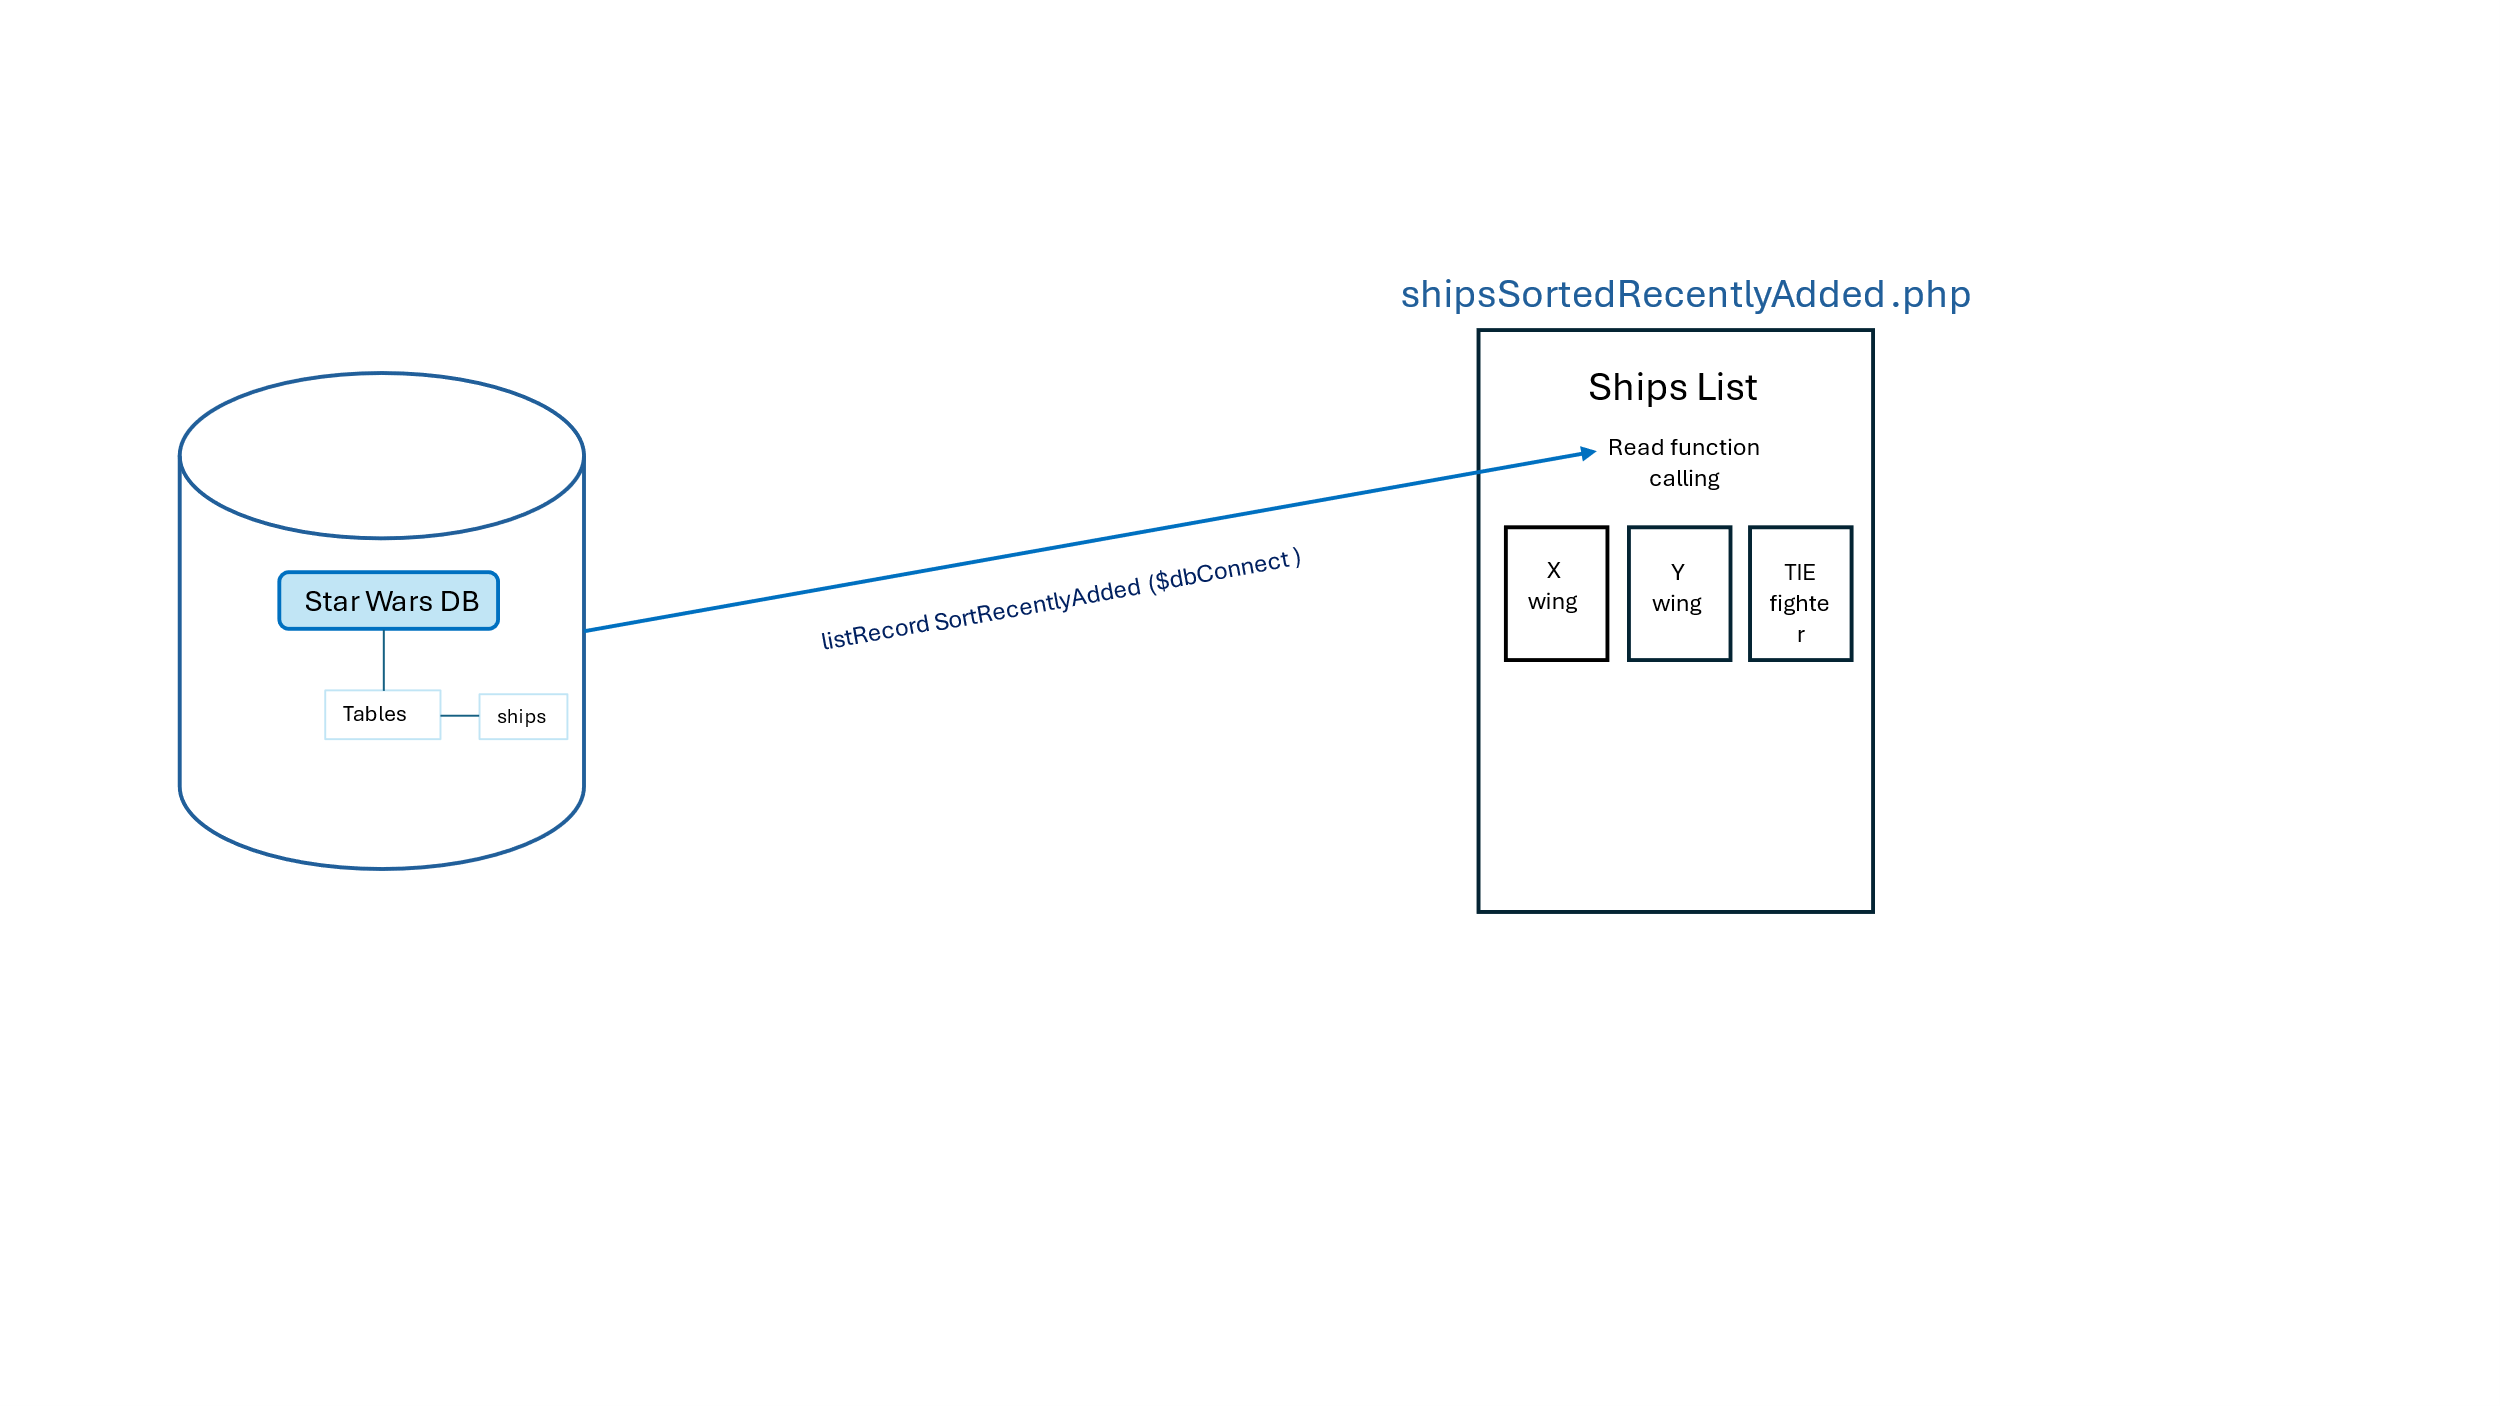 shipsSortedRecentlyAdded.php
Ships List
Read function
calling
X
wing
Y
wing
TIE
fighte
r
listRecord SortRecentlyAdded ($dbConnect )
Star Wars DB
Tables
ships